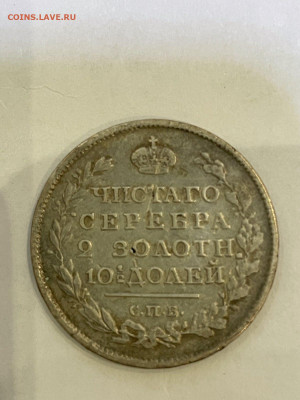 COINS.LAVE.RU
ЧИСТАГО
СЕРЕБРА
2 ЗОЛОТН
10½ ДОЛЕЙ
С.П.Б.